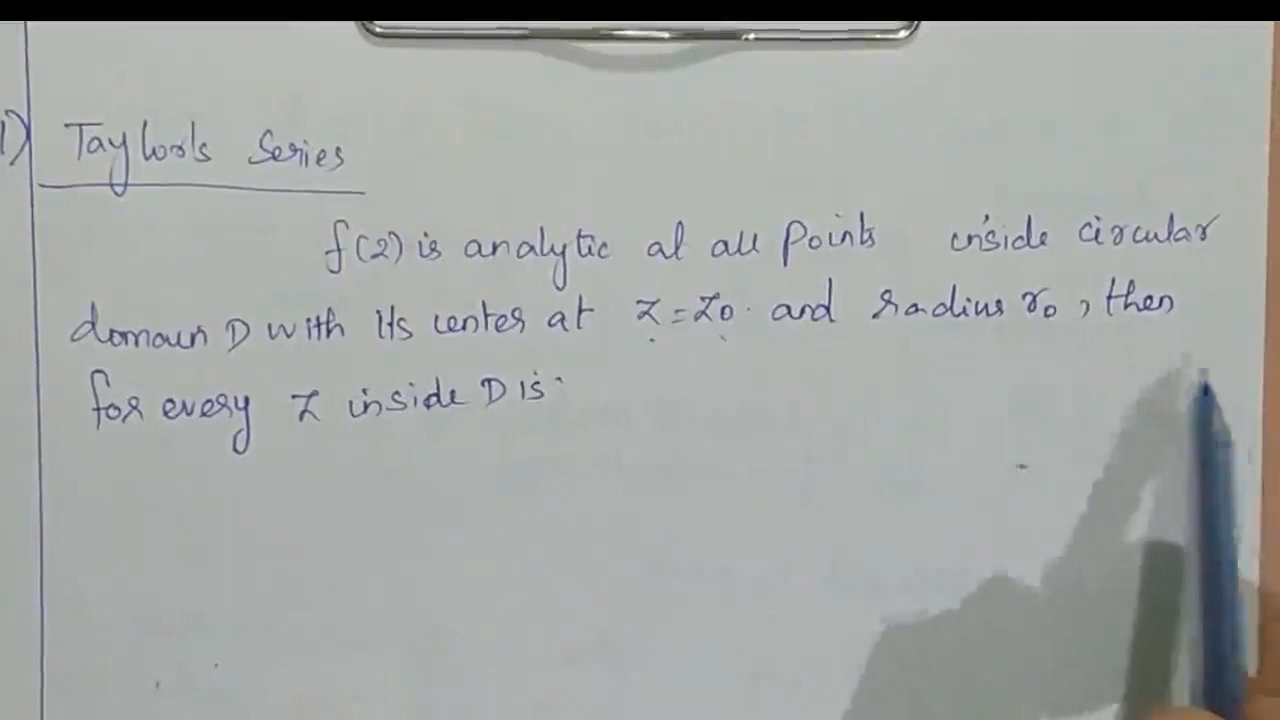 1) Taylor's Series
f(z) is analytic at all points inside circular
domain D with its center at z=z0. and radius r0, then
for every z inside D is